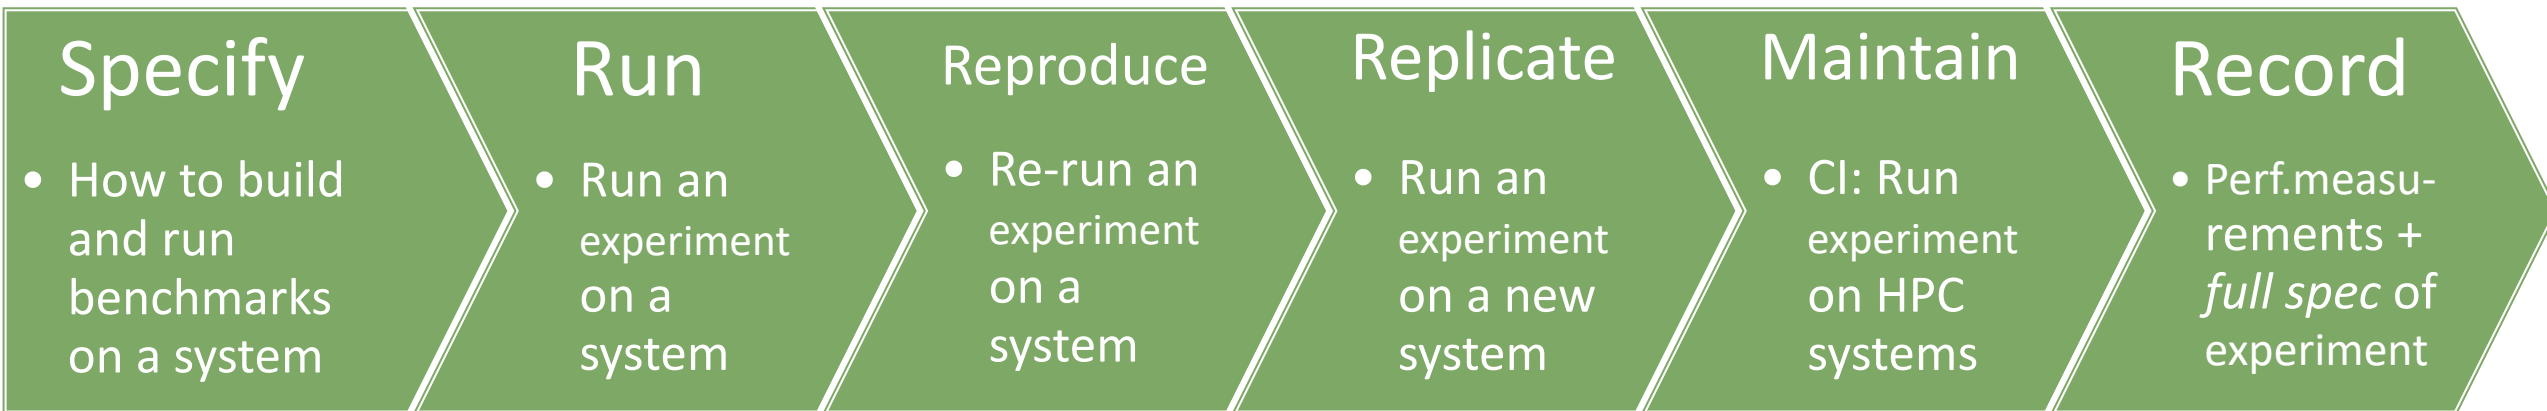 Specify
• How to build
and run
benchmarks
on a system
Run
• Run an
experiment
on a
system
Reproduce
• Re-run an
experiment
on a
system
Replicate
• Run an
experiment
on a new
system
Maintain
• CI: Run
experiment
on HPC
systems
Record
• Perf.measu-
rements +
full spec of
experiment